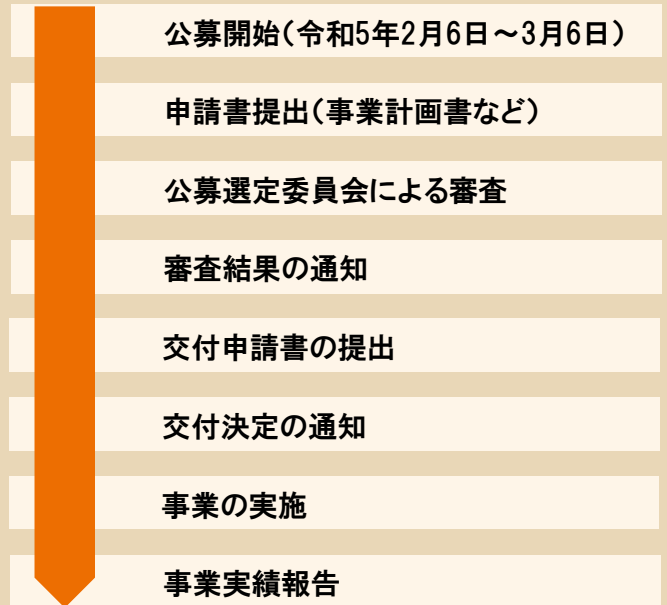 公募開始（令和5年2月6日～3月6日）
申請書提出（事業計画書など）
公募選定委員会による審査
審査結果の通知
交付申請書の提出
交付決定の通知
事業の実施
事業実績報告